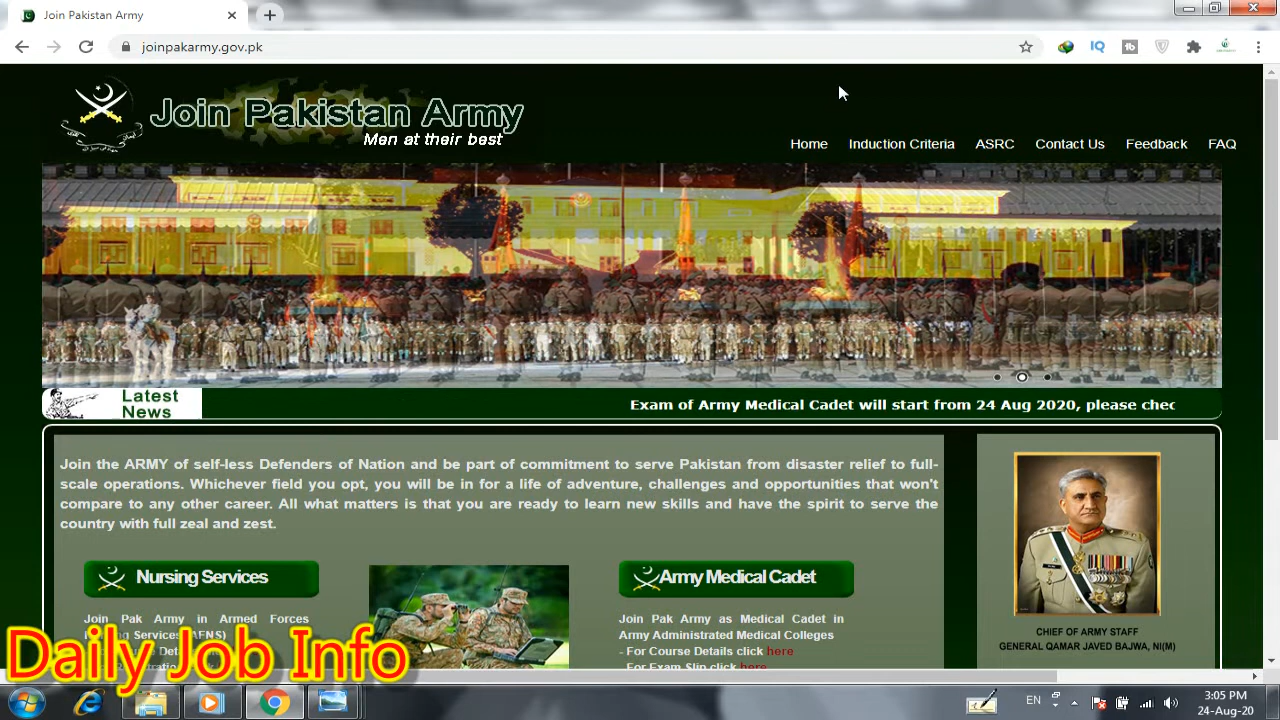 Join Pakistan Army
joinpakarmy.gov.pk
IQ
Join Pakistan Army
Men at their best
Home Induction Criteria ASRC Contact Us Feedback FAQ
Latest
News
Exam of Army Medical Cadet will start from 24 Aug 2020, please chec
Join the ARMY of self-less Defenders of Nation and be part of commitment to serve Pakistan from disaster relief to full-
scale operations. Whichever field you opt, you will be in for a life of adventure, challenges and opportunities that won't
compare to any other career. All what matters is that you are ready to learn new skills and have the spirit to serve the
country with full zeal and zest.
Nursing Services
Join Pak Army in Armed Forces
Services (AFNS)
Army Medical Cadet
Join Pak Army as Medical Cadet in
Army Administrated Medical Colleges
- For Course Details click here
- For Exam Slip click here
CHIEF OF ARMY STAFF
GENERAL QAMAR JAVED BAJWA, NI(M)
Daily Job Info
EN
3:05 PM
24-Aug-20